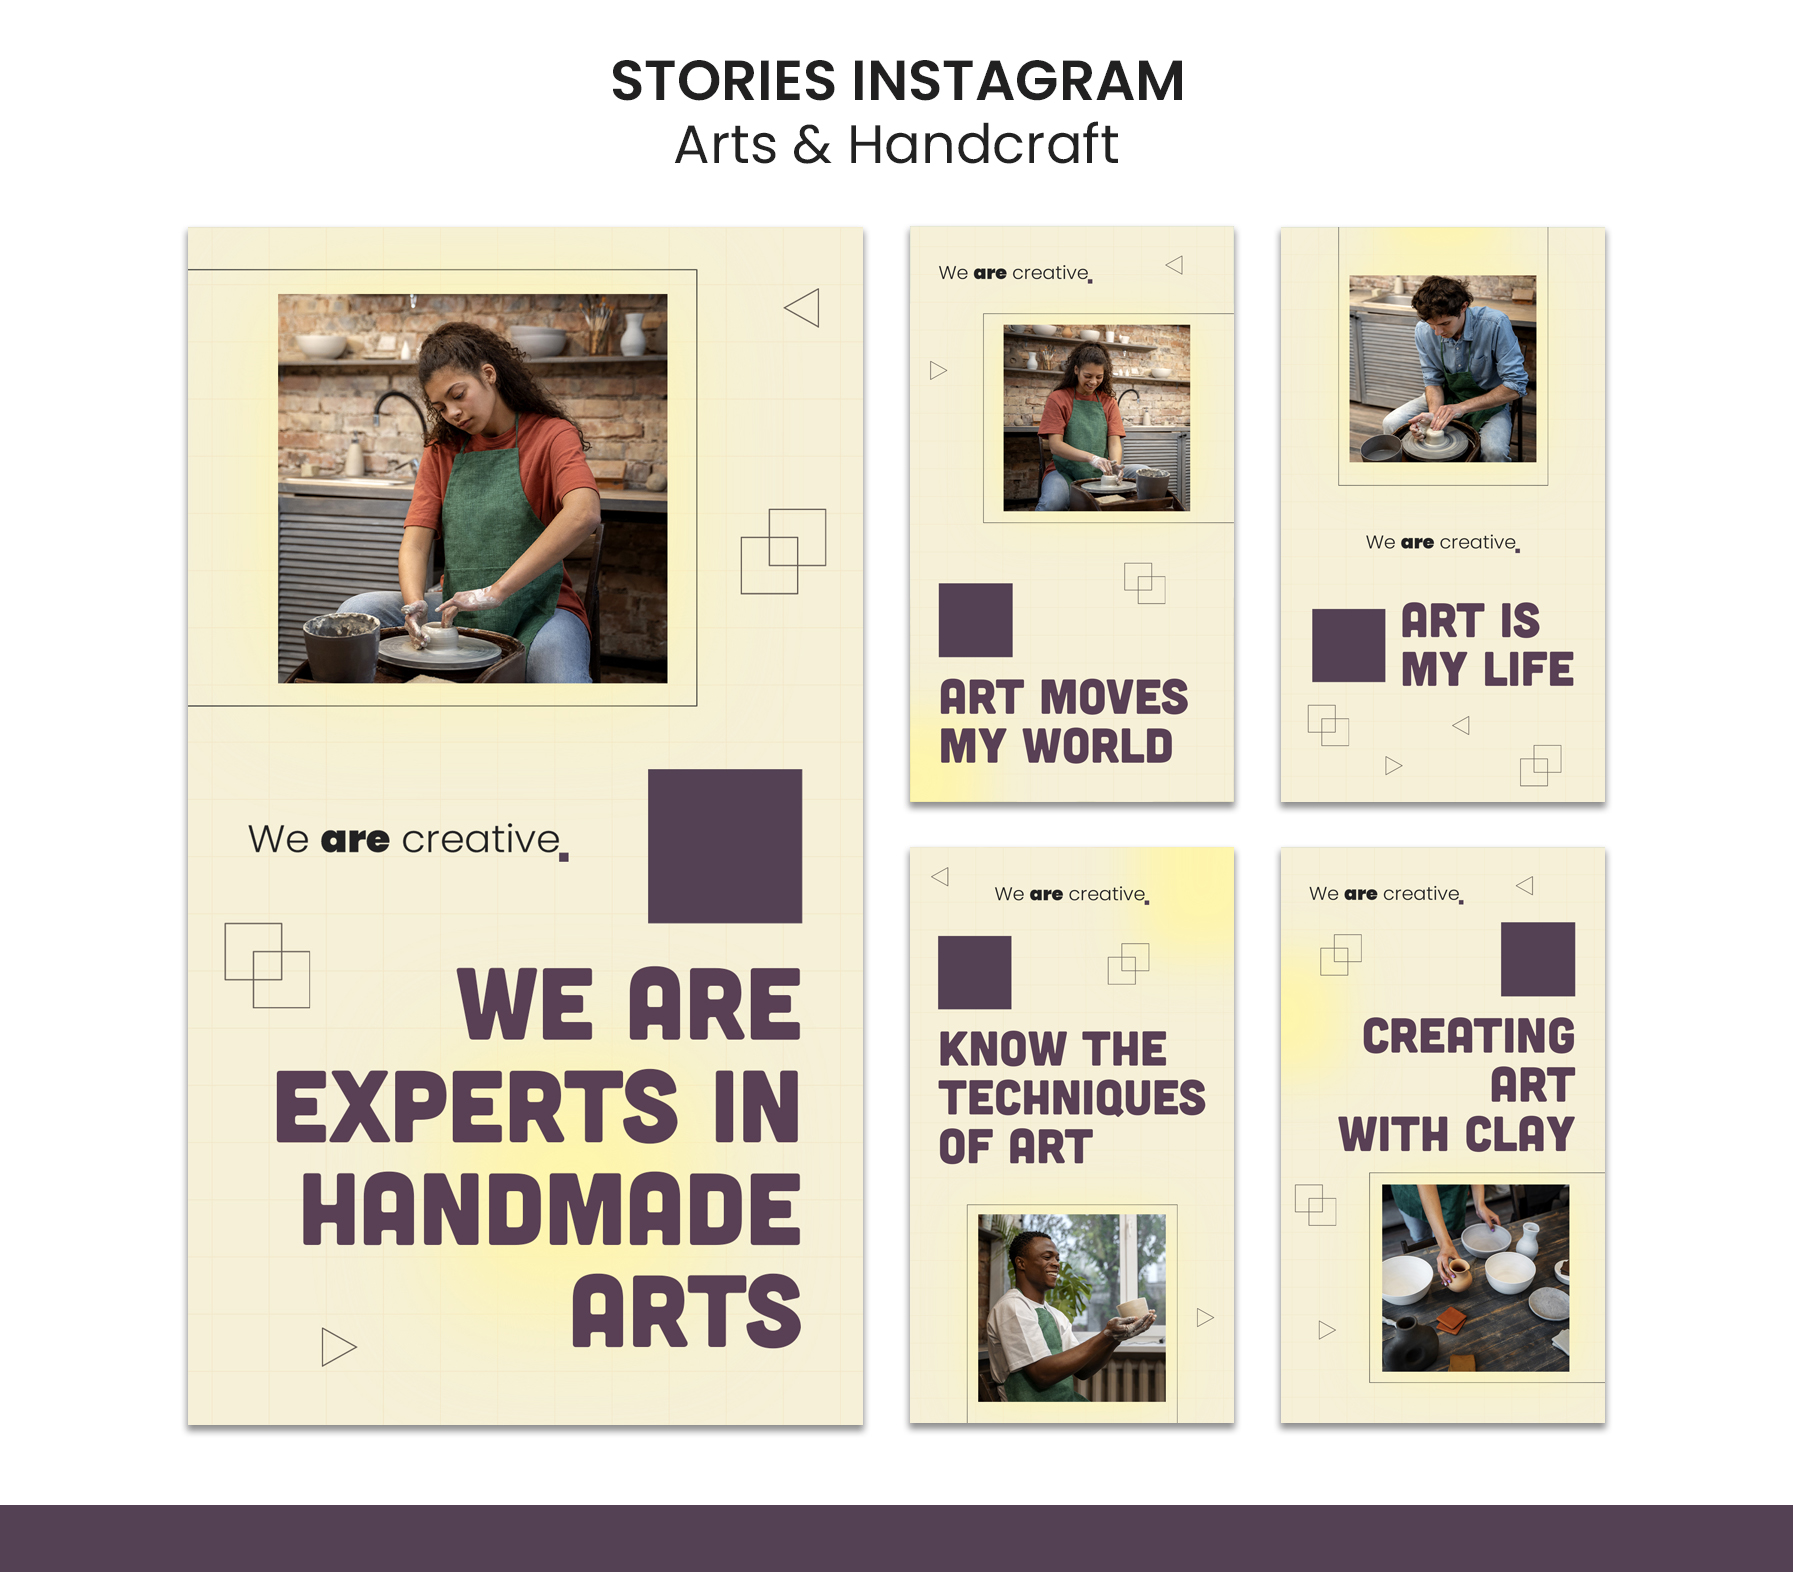 STORIES INSTAGRAM
Arts & Handcraft
We are creative.
WE ARE
EXPERTS IN
HANDMADE
ARTS
We are creative.
ART MOVES
MY WORLD
We are creative.
ART IS
MY LIFE
We are creative.
KNOW THE
TECHNIQUES
OF ART
We are creative.
CREATING
ART
WITH CLAY